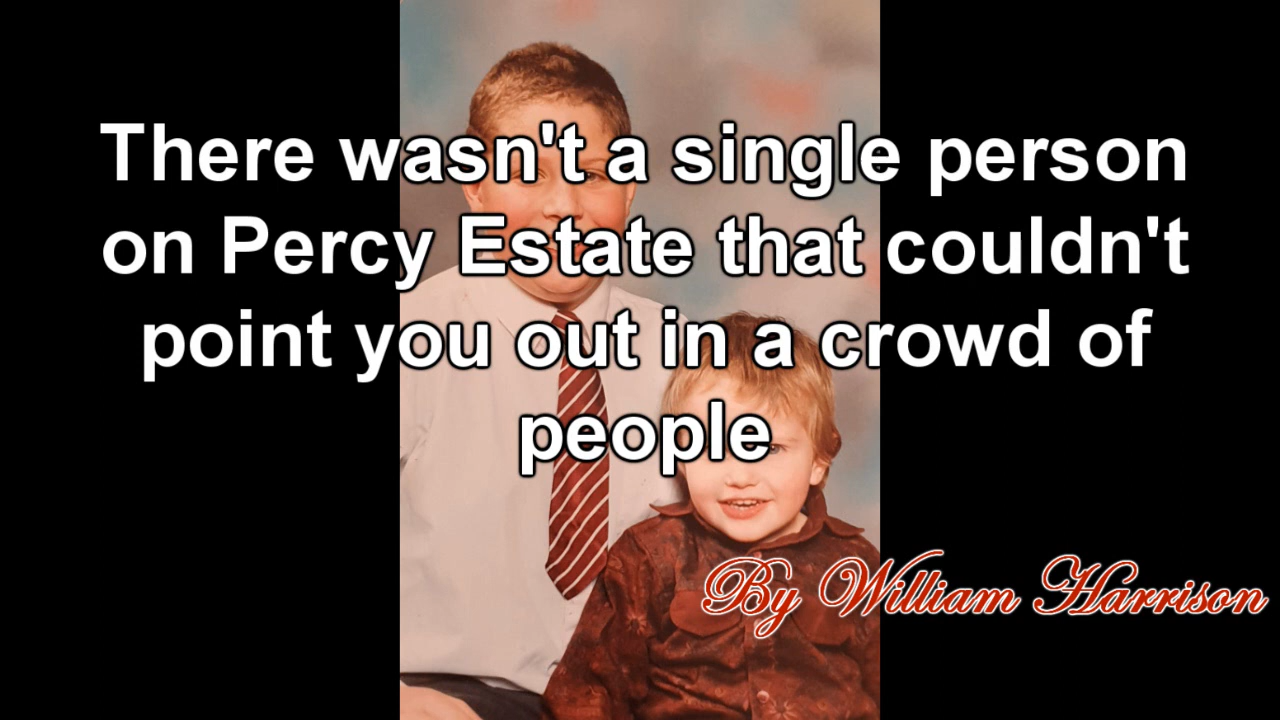 There wasn't a single person
on Percy Estate that couldn't
point you out in a crowd of
people
By William Harrison